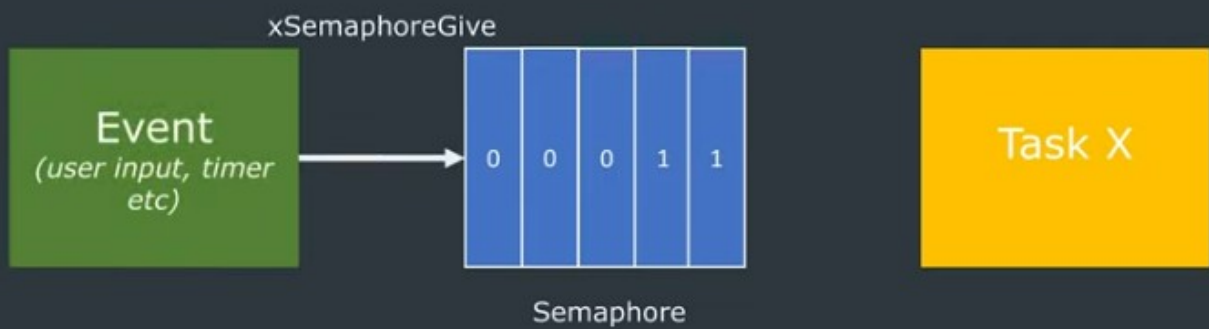 xSemaphoreGive
Event
(user input, timer
etc)
0 0 0 1 1
Task X
Semaphore